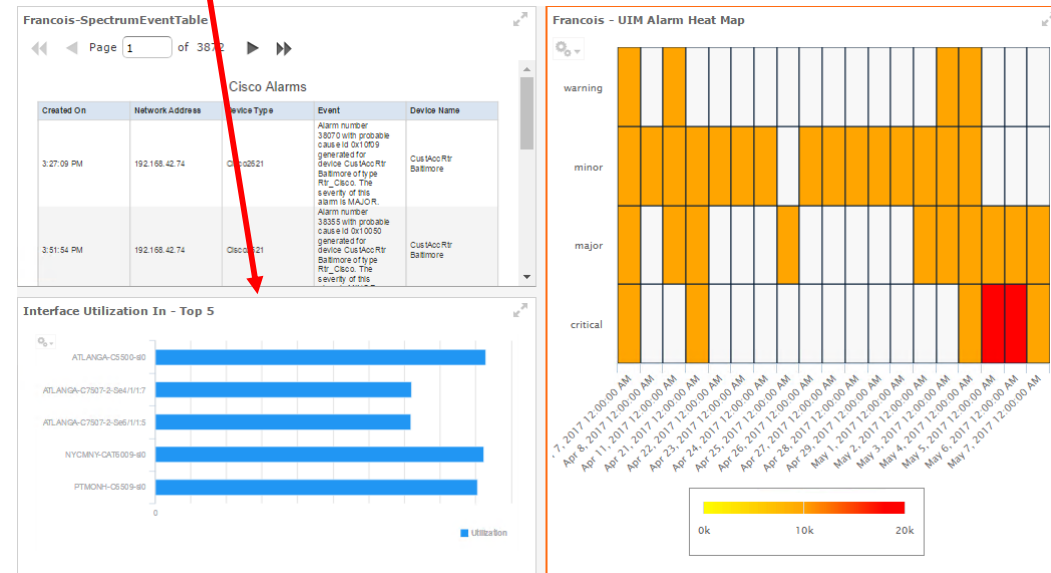 Francois-SpectrumEventTable
Page 1 of 3872
Cisco Alarms
Created On Network Address Device Type Event Device Name
3:27:09 PM 192.168.42.74 Cisco2621
Alarm number
38070 with probable
cause id 0x10f09
generated for
device CustAccRtr
Baltimore of type
Rtr_Cisco. The
severity of this
alarm is MAJOR.
CustAccRtr
Baltimore
3:51:54 PM 192.168.42.74
Alarm number
38355 with probable
cause id 0x10050
generated for
device CustAccRtr
Baltimore of type
Rtr_Cisco. The
severity of this
CustAccRtr
Baltimore
Interface Utilization In - Top 5
ATLANGA-C5500-sl0
ATLANGA-C7507-2-Se4/1/1:7
ATLANGA-C7507-2-Se6/1/1:5
NYCMNY-CAT5009-sl0
PTMONH-C5509-sl0
0
Utilization
Francois - UIM Alarm Heat Map
warning
minor
major
critical
7, 2017 12:00:00 AM
Apr 8, 2017 12:00:00 AM
Apr 11, 2017 12:00:00 AM
Apr 21, 2017 12:00:00 AM
Apr 22, 2017 12:00:00 AM
Apr 23, 2017 12:00:00 AM
Apr 24, 2017 12:00:00 AM
Apr 25, 2017 12:00:00 AM
Apr 26, 2017 12:00:00 AM
Apr 27, 2017 12:00:00 AM
Apr 28, 2017 12:00:00 AM
Apr 29, 2017 12:00:00 AM
May 1, 2017 12:00:00 AM
May 2, 2017 12:00:00 AM
May 3, 2017 12:00:00 AM
May 4, 2017 12:00:00 AM
May 5, 2017 12:00:00 AM
May 6, 2017 12:00:00 AM
May 7, 2017 12:00:00 AM
0k 10k 20k